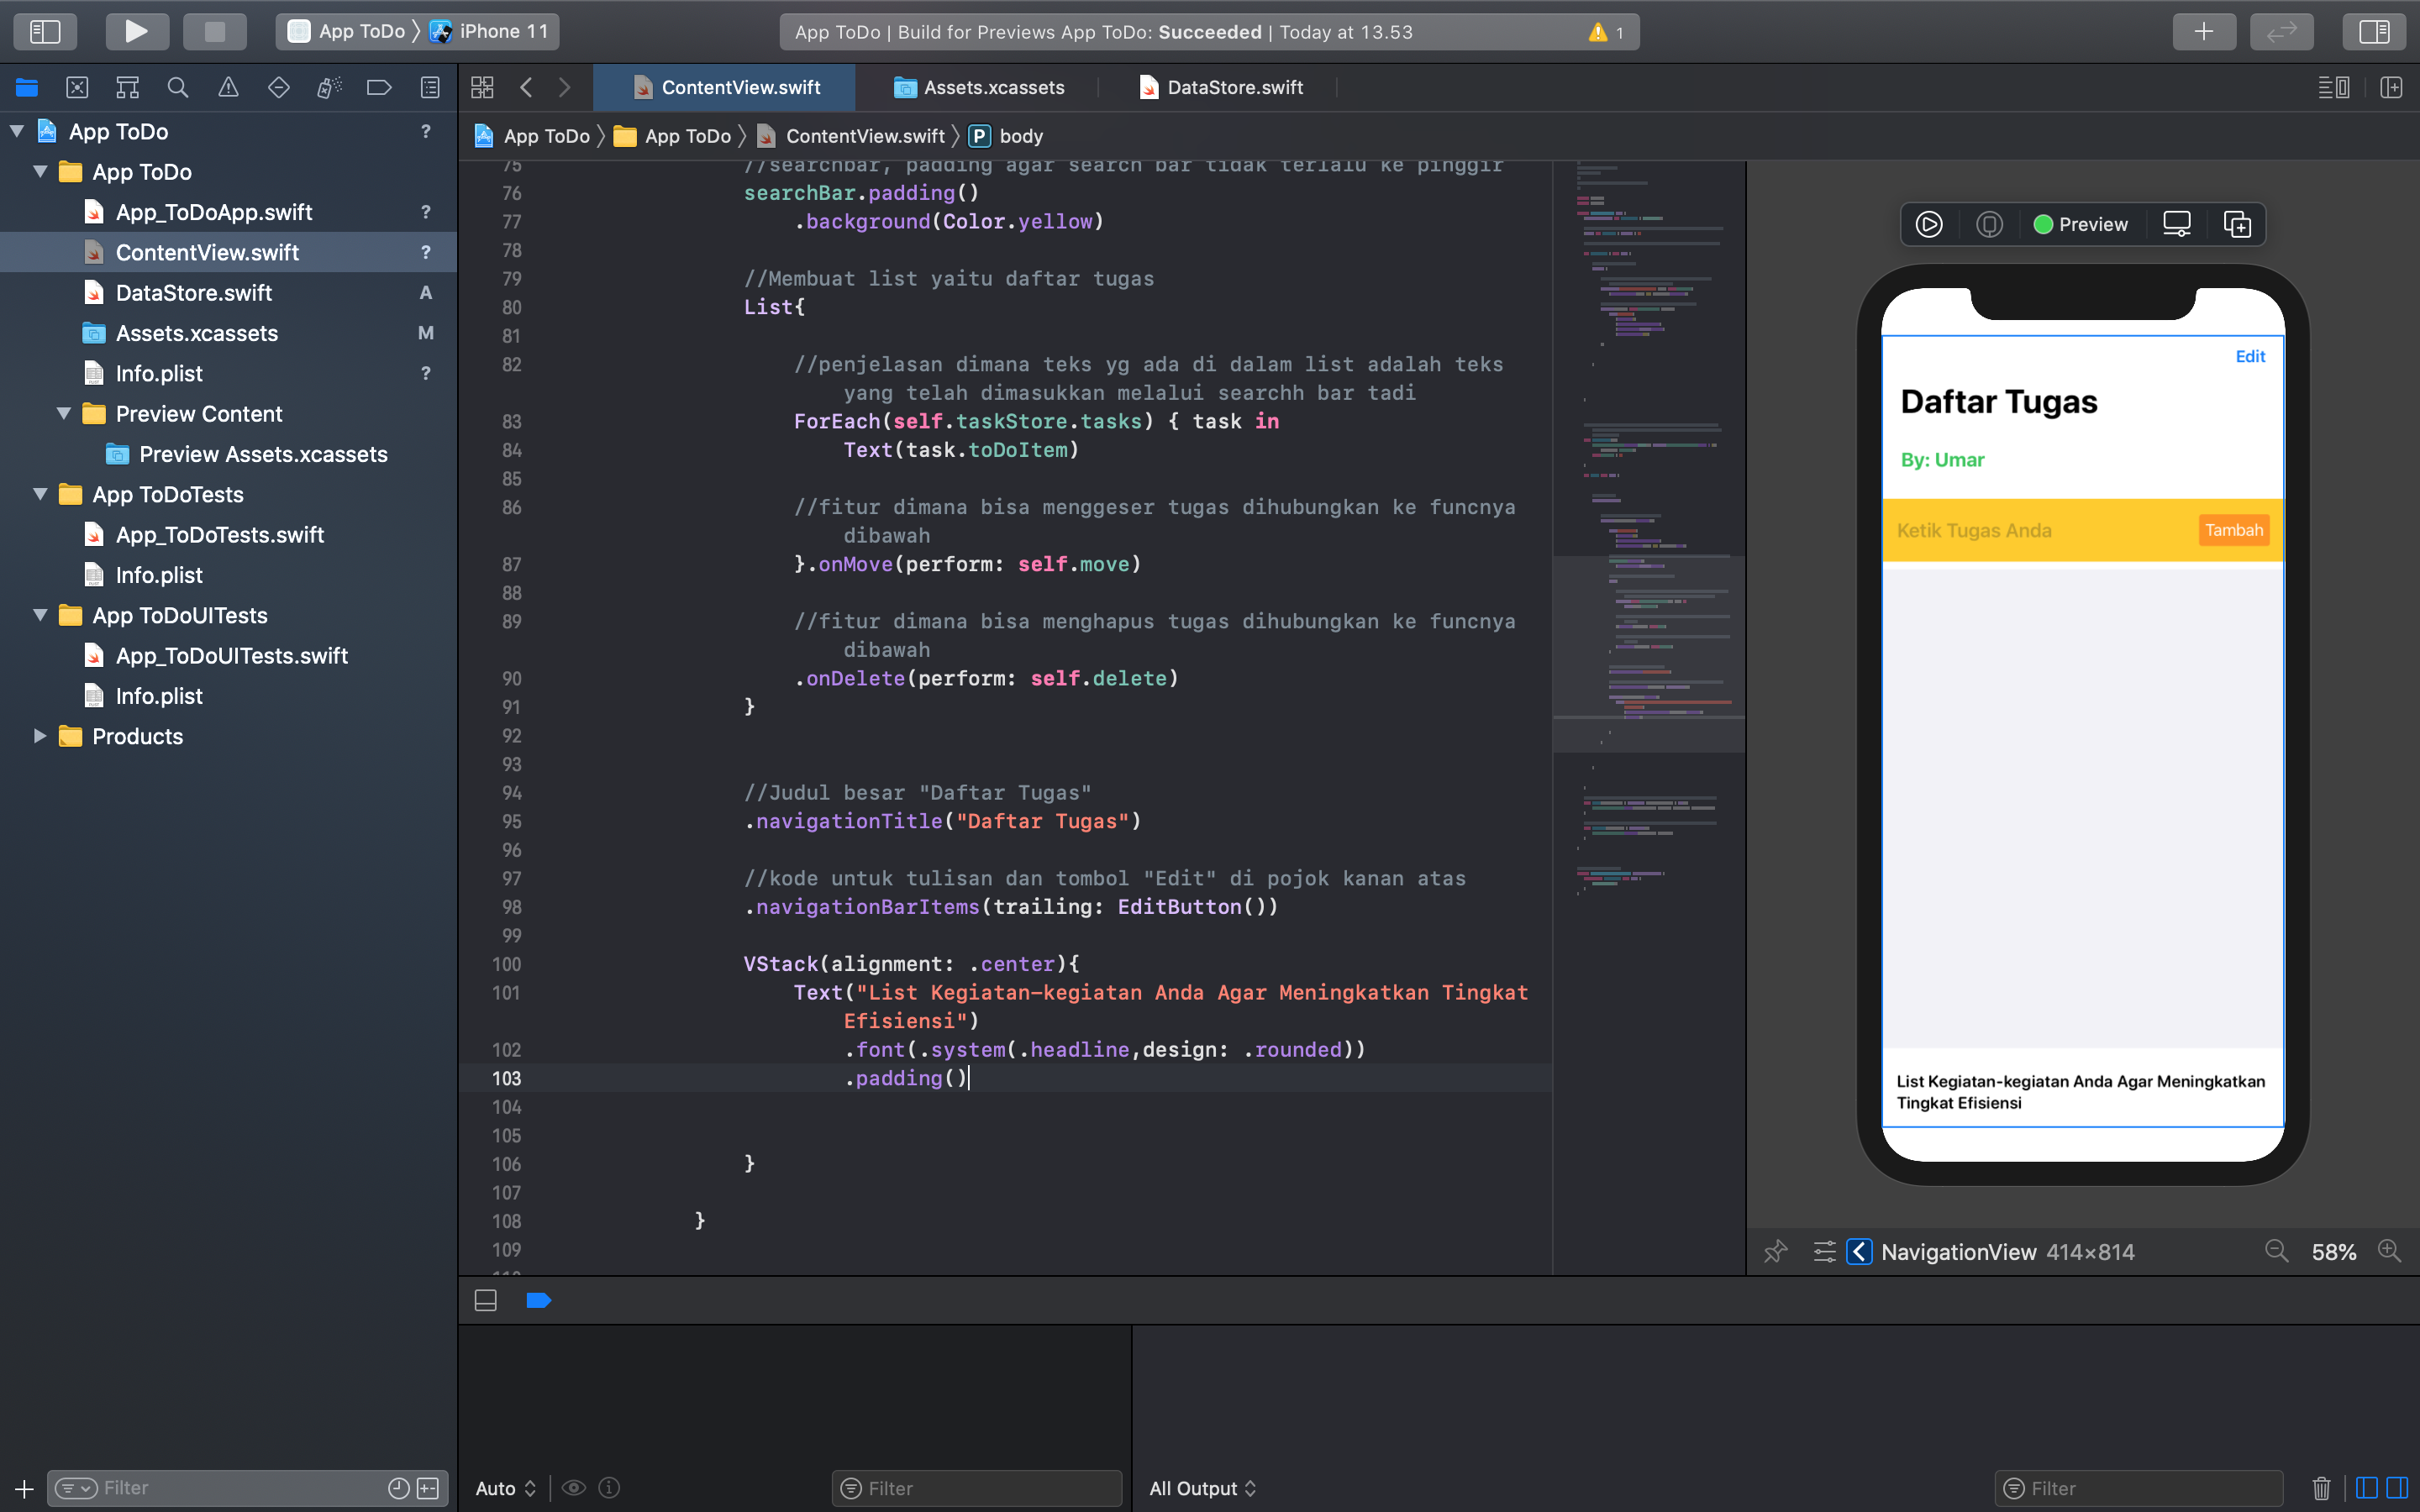 App ToDo
iPhone 11
App ToDo | Build for Previews App ToDo: Succeeded | Today at 13.53
1
ContentView.swift
Assets.xcassets
DataStore.swift
App ToDo
App ToDo
ContentView.swift
P
body
App ToDo
?
App ToDo
App_ToDoApp.swift
?
ContentView.swift
?
DataStore.swift
A
Assets.xcassets
M
Info.plist
?
Preview Content
Preview Assets.xcassets
App ToDoTests
App_ToDoTests.swift
Info.plist
App ToDoUITests
App_ToDoUITests.swift
Info.plist
Products
75 //searchbar, padding agar search bar tidak terlalu ke pinggir
76 searchBar.padding()
77 .background(Color.yellow)
78
79 //Membuat list yaitu daftar tugas
80 List{
81
82 //penjelasan dimana teks yg ada di dalam list adalah teks
yang telah dimasukkan melalui searchh bar tadi
83 ForEach(self.taskStore.tasks) { task in
84 Text(task.toDoItem)
85
86 //fitur dimana bisa menggeser tugas dihubungkan ke funcnya
dibawah
87 }.onMove(perform: self.move)
88
89 //fitur dimana bisa menghapus tugas dihubungkan ke funcnya
dibawah
90 .onDelete(perform: self.delete)
91 }
92
93
94 //Judul besar "Daftar Tugas"
95 .navigationTitle("Daftar Tugas")
96
97 //kode untuk tulisan dan tombol "Edit" di pojok kanan atas
98 .navigationBarItems(trailing: EditButton())
99
100 VStack(alignment: .center){
101 Text("List Kegiatan-kegiatan Anda Agar Meningkatkan Tingkat
Efisiensi")
102 .font(.system(.headline,design: .rounded))
103 .padding()
104
105
106 }
107
108 }
109
Preview
Edit
Daftar Tugas
By: Umar
Ketik Tugas Anda
Tambah
List Kegiatan-kegiatan Anda Agar Meningkatkan
Tingkat Efisiensi
NavigationView 414×814
58%
Filter
Auto
Filter
All Output
Filter